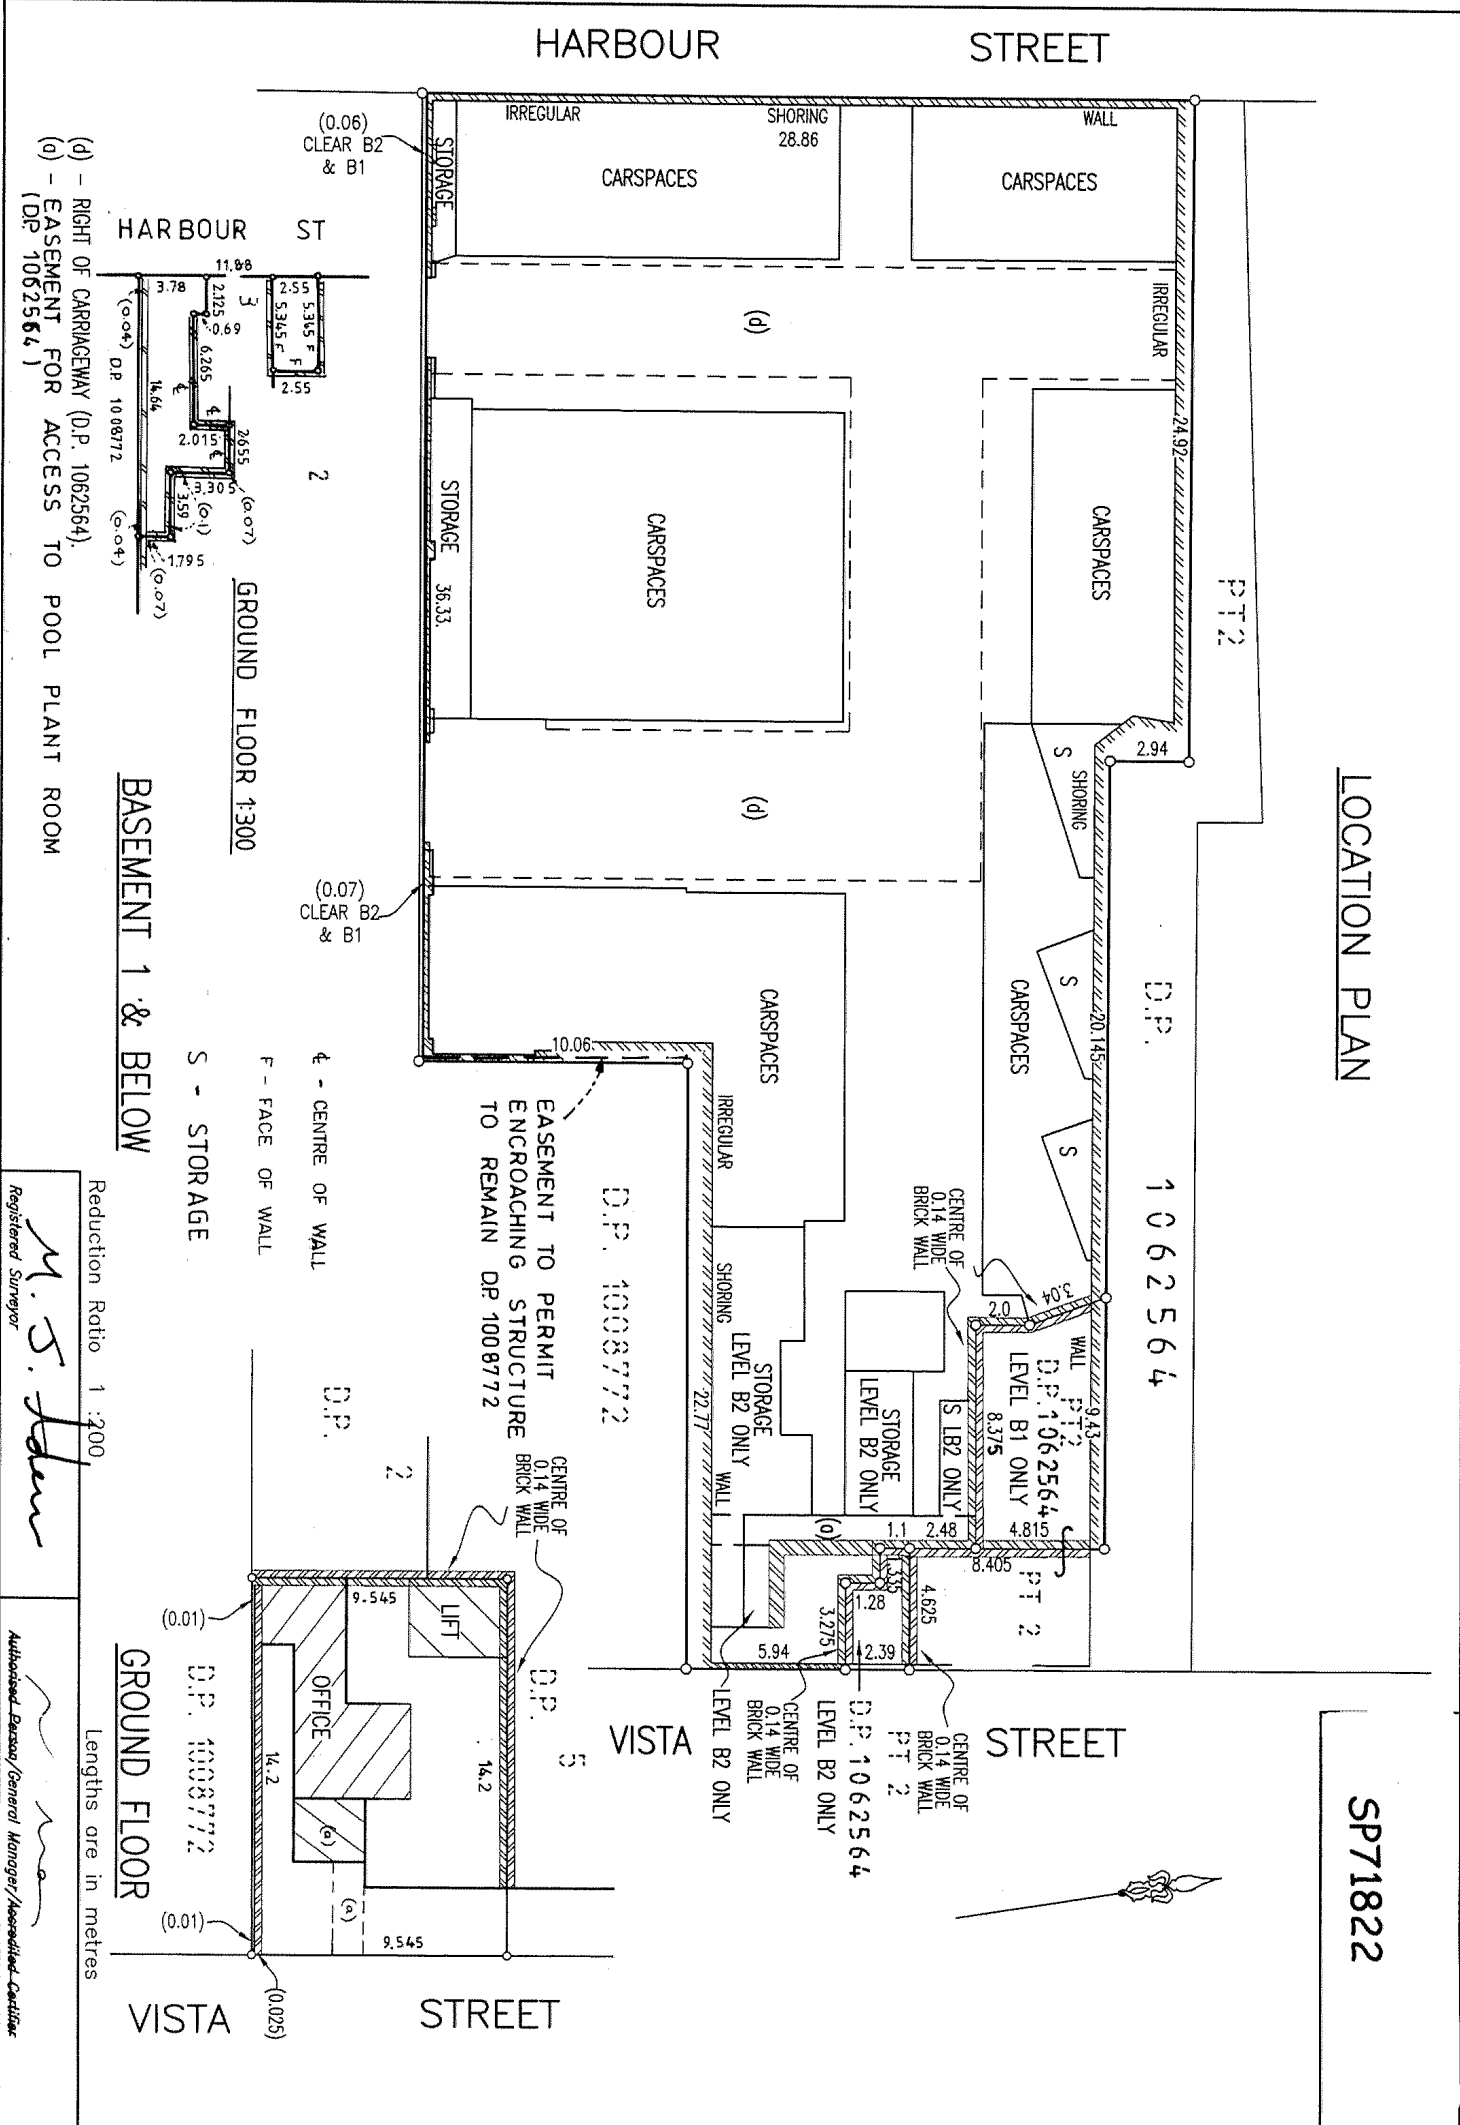 SP71822
LOCATION PLAN
HARBOUR STREET
PT 2
D.P. 1062564
IRREGULAR
SHORING
28.86
WALL
STORAGE
CARSPACES
CARSPACES
(0.06)
CLEAR B2
& B1
IRREGULAR
24.92
(d)
STORAGE
36.33
CARSPACES
CARSPACES
2.94
S
SHORING
(d)
(0.07)
CLEAR B2
& B1
CARSPACES
CARSPACES
S
20.145
S
10.06
IRREGULAR
EASEMENT TO PERMIT
ENCROACHING STRUCTURE
TO REMAIN D.P. 1008772
D.P. 1008772
CENTRE OF
0.14 WIDE
BRICK WALL
3.04
2.0
WALL
9.43
PT 2
D.P. 1062564
LEVEL B1 ONLY
8.375
SHORING
STORAGE
LEVEL B2 ONLY
STORAGE
LEVEL B2 ONLY
S LB2 ONLY
22.77
WALL
(a)
1.1
2.48
4.815
8.405
PT 2
1.35
1.28
4.625
3.275
5.94
2.39
VISTA STREET
LEVEL B2 ONLY
CENTRE OF
0.14 WIDE
BRICK WALL
LEVEL B2 ONLY
D.P. 1062564
PT 2
CENTRE OF
0.14 WIDE
BRICK WALL
HARBOUR ST
11.88
3.78
2.125
3
2.55
5.345 F
5.345 F
F
2.55
0.69
6.265
(0.04)
D.P. 1008772
14.64
℄
℄
2.015
℄
2.655
2
3.305
(0.07)
3.59
(0.1)
1.795
(0.04)
(0.07)
GROUND FLOOR 1:300
(d) - RIGHT OF CARRIAGEWAY (D.P. 1062564).
(a) - EASEMENT FOR ACCESS TO POOL PLANT ROOM
(D.P. 1062564)
BASEMENT 1 & BELOW
℄ - CENTRE OF WALL
F - FACE OF WALL
S - STORAGE
D.P.
2
CENTRE OF
0.14 WIDE
BRICK WALL
D.P. 5
9.545
LIFT
OFFICE
14.2
14.2
(a)
(a)
9.545
(0.01)
(0.01)
(0.025)
D.P. 1008772
GROUND FLOOR
VISTA STREET
Reduction Ratio 1:200
Lengths are in metres
M. J.
Registered Surveyor
Authorised Person/General Manager/Accredited Certifier